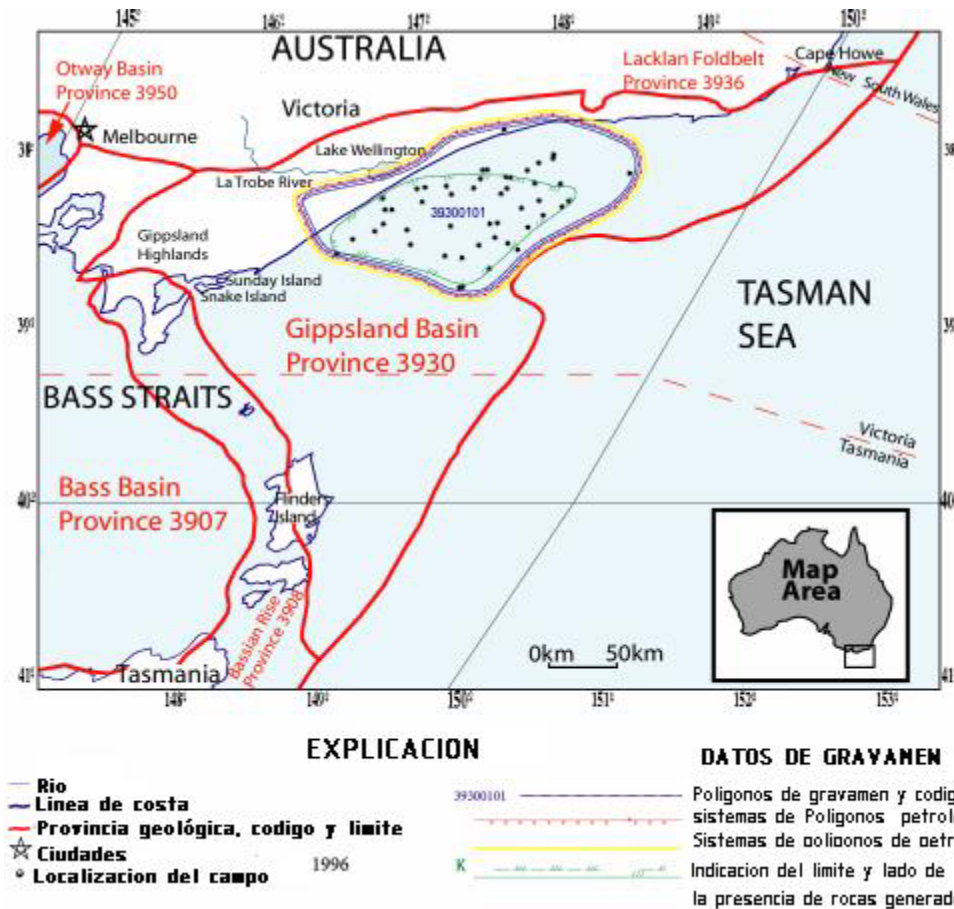 145° 146° 147° 148° 149° 150°
AUSTRALIA
Otway Basin
Province 3950
Lacklan Foldbelt
Province 3936
Cape Howe
New South Wales
Victoria
Melbourne
38°
Lake Wellington
La Trobe River
39300101
Gippsland
Highlands
Sunday Island
Snake Island
TASMAN
SEA
39°
Gippsland Basin
Province 3930
BASS STRAITS
Victoria
Tasmania
Bass Basin
Province 3907
40°
Flinder
Island
Map
Area
Bassian Rise
Province 3908
0km 50km
Tasmania
41°
148° 149° 150° 151° 152° 153°
EXPLICACION
Rio
Linea de costa
Provincia geológica, codigo y limite
Ciudades
Localizacion del campo
1996
DATOS DE GRAVAMEN
39300101
Poligonos de gravamen y codig
sistemas de Poligonos petrol
Sistemas de poligonos de petr
K
Indicacion del limite y lado de
la presencia de rocas generad